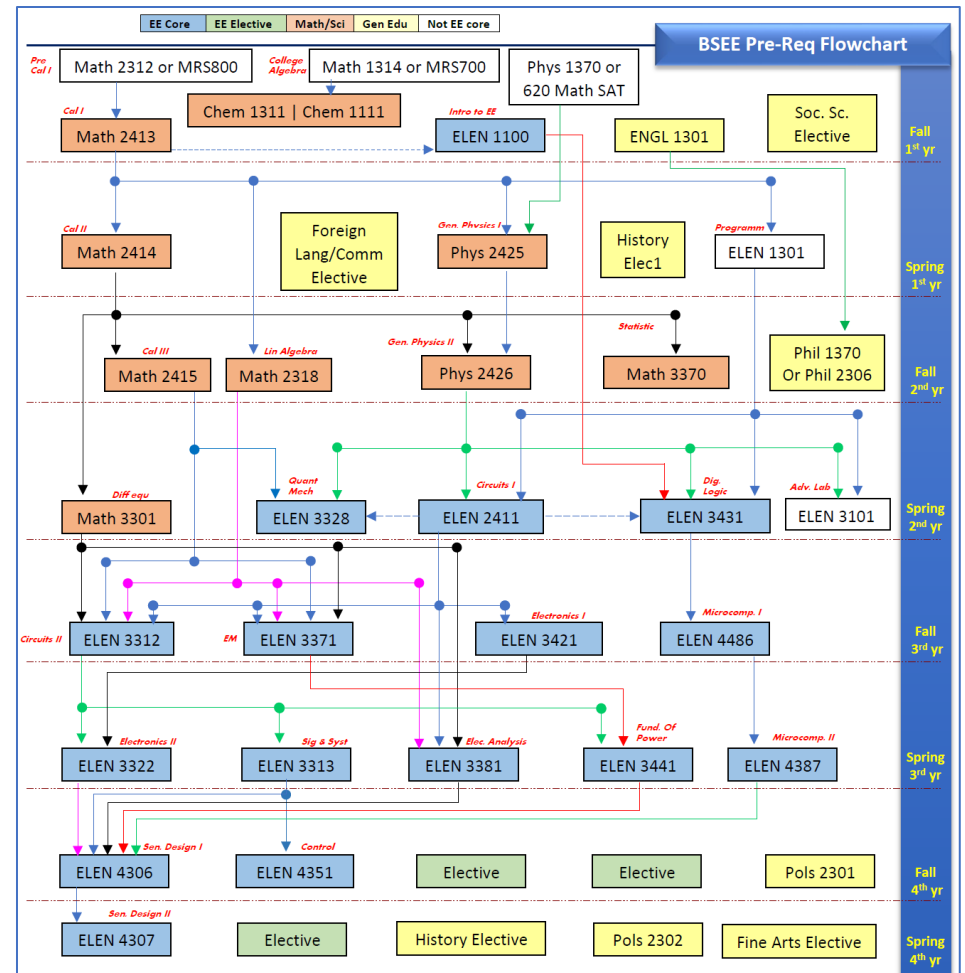 EE Core
EE Elective
Math/Sci
Gen Edu
Not EE core
BSEE Pre-Req Flowchart
Pre
Cal I
Math 2312 or MRS800
College
Algebra
Math 1314 or MRS700
Phys 1370 or
620 Math SAT
Chem 1311 | Chem 1111
Cal I
Math 2413
Intro to EE
ELEN 1100
ENGL 1301
Soc. Sc.
Elective
Fall
1st yr
Cal II
Math 2414
Foreign
Lang/Comm
Elective
Gen. Physics I
Phys 2425
History
Elec1
Programm
ELEN 1301
Spring
1st yr
Cal III
Math 2415
Lin Algebra
Math 2318
Gen. Physics II
Phys 2426
Statistic
Math 3370
Phil 1370
Or Phil 2306
Fall
2nd yr
Diff equ
Math 3301
Quant
Mech
ELEN 3328
Circuits I
ELEN 2411
Dig.
Logic
ELEN 3431
Adv. Lab
ELEN 3101
Spring
2nd yr
Circuits II
ELEN 3312
EM
ELEN 3371
Electronics I
ELEN 3421
Microcomp. I
ELEN 4486
Fall
3rd yr
Electronics II
ELEN 3322
Sig & Syst
ELEN 3313
Elec. Analysis
ELEN 3381
Fund. Of
Power
ELEN 3441
Microcomp. II
ELEN 4387
Spring
3rd yr
Sen. Design I
ELEN 4306
Control
ELEN 4351
Elective
Elective
Pols 2301
Fall
4th yr
Sen. Design II
ELEN 4307
Elective
History Elective
Pols 2302
Fine Arts Elective
Spring
4th yr